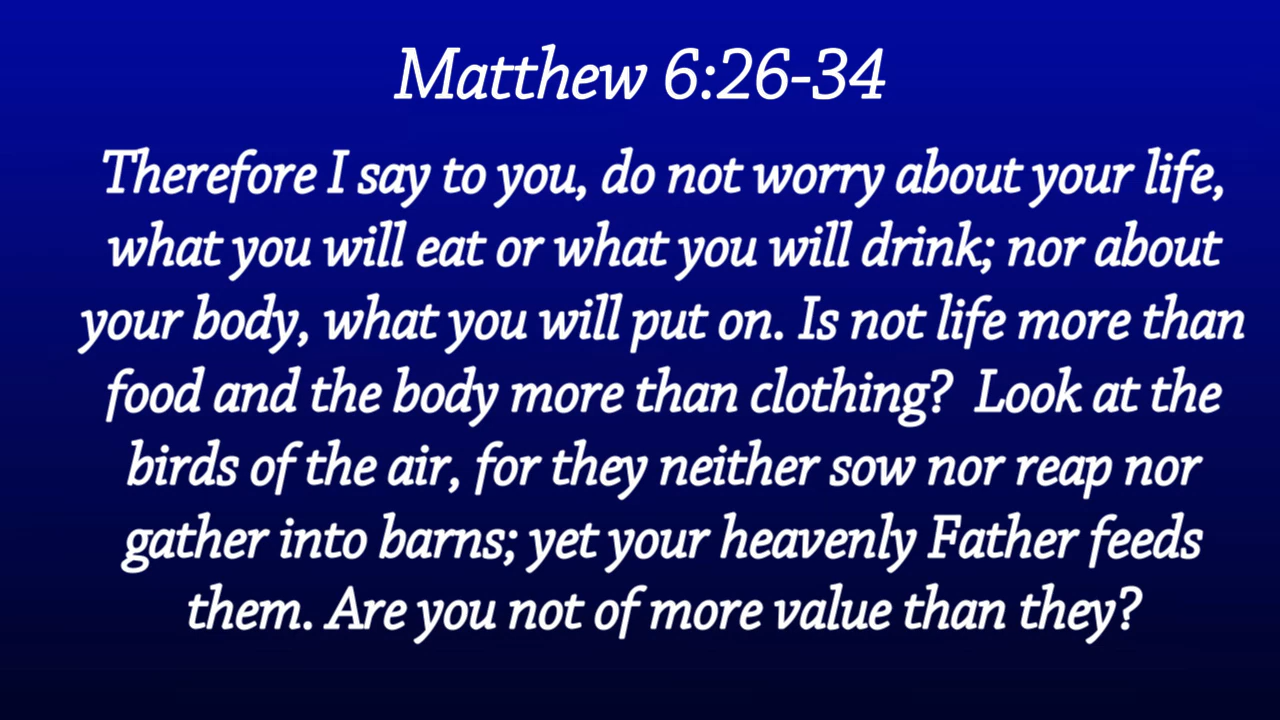 Matthew 6:26-34
Therefore I say to you, do not worry about your life,
what you will eat or what you will drink; nor about
your body, what you will put on. Is not life more than
food and the body more than clothing?  Look at the
birds of the air, for they neither sow nor reap nor
gather into barns; yet your heavenly Father feeds
them. Are you not of more value than they?